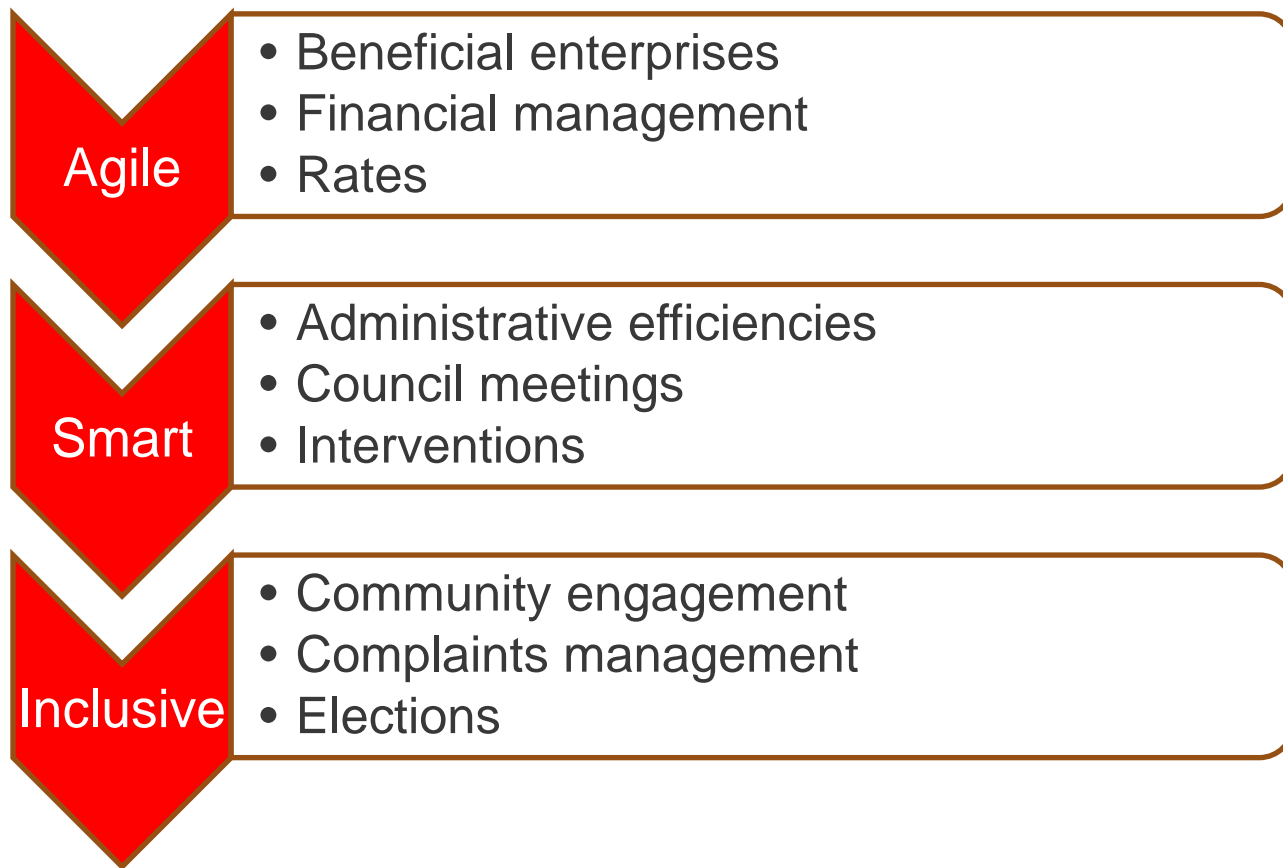 Agile
• Beneficial enterprises
• Financial management
• Rates
Smart
• Administrative efficiencies
• Council meetings
• Interventions
Inclusive
• Community engagement
• Complaints management
• Elections